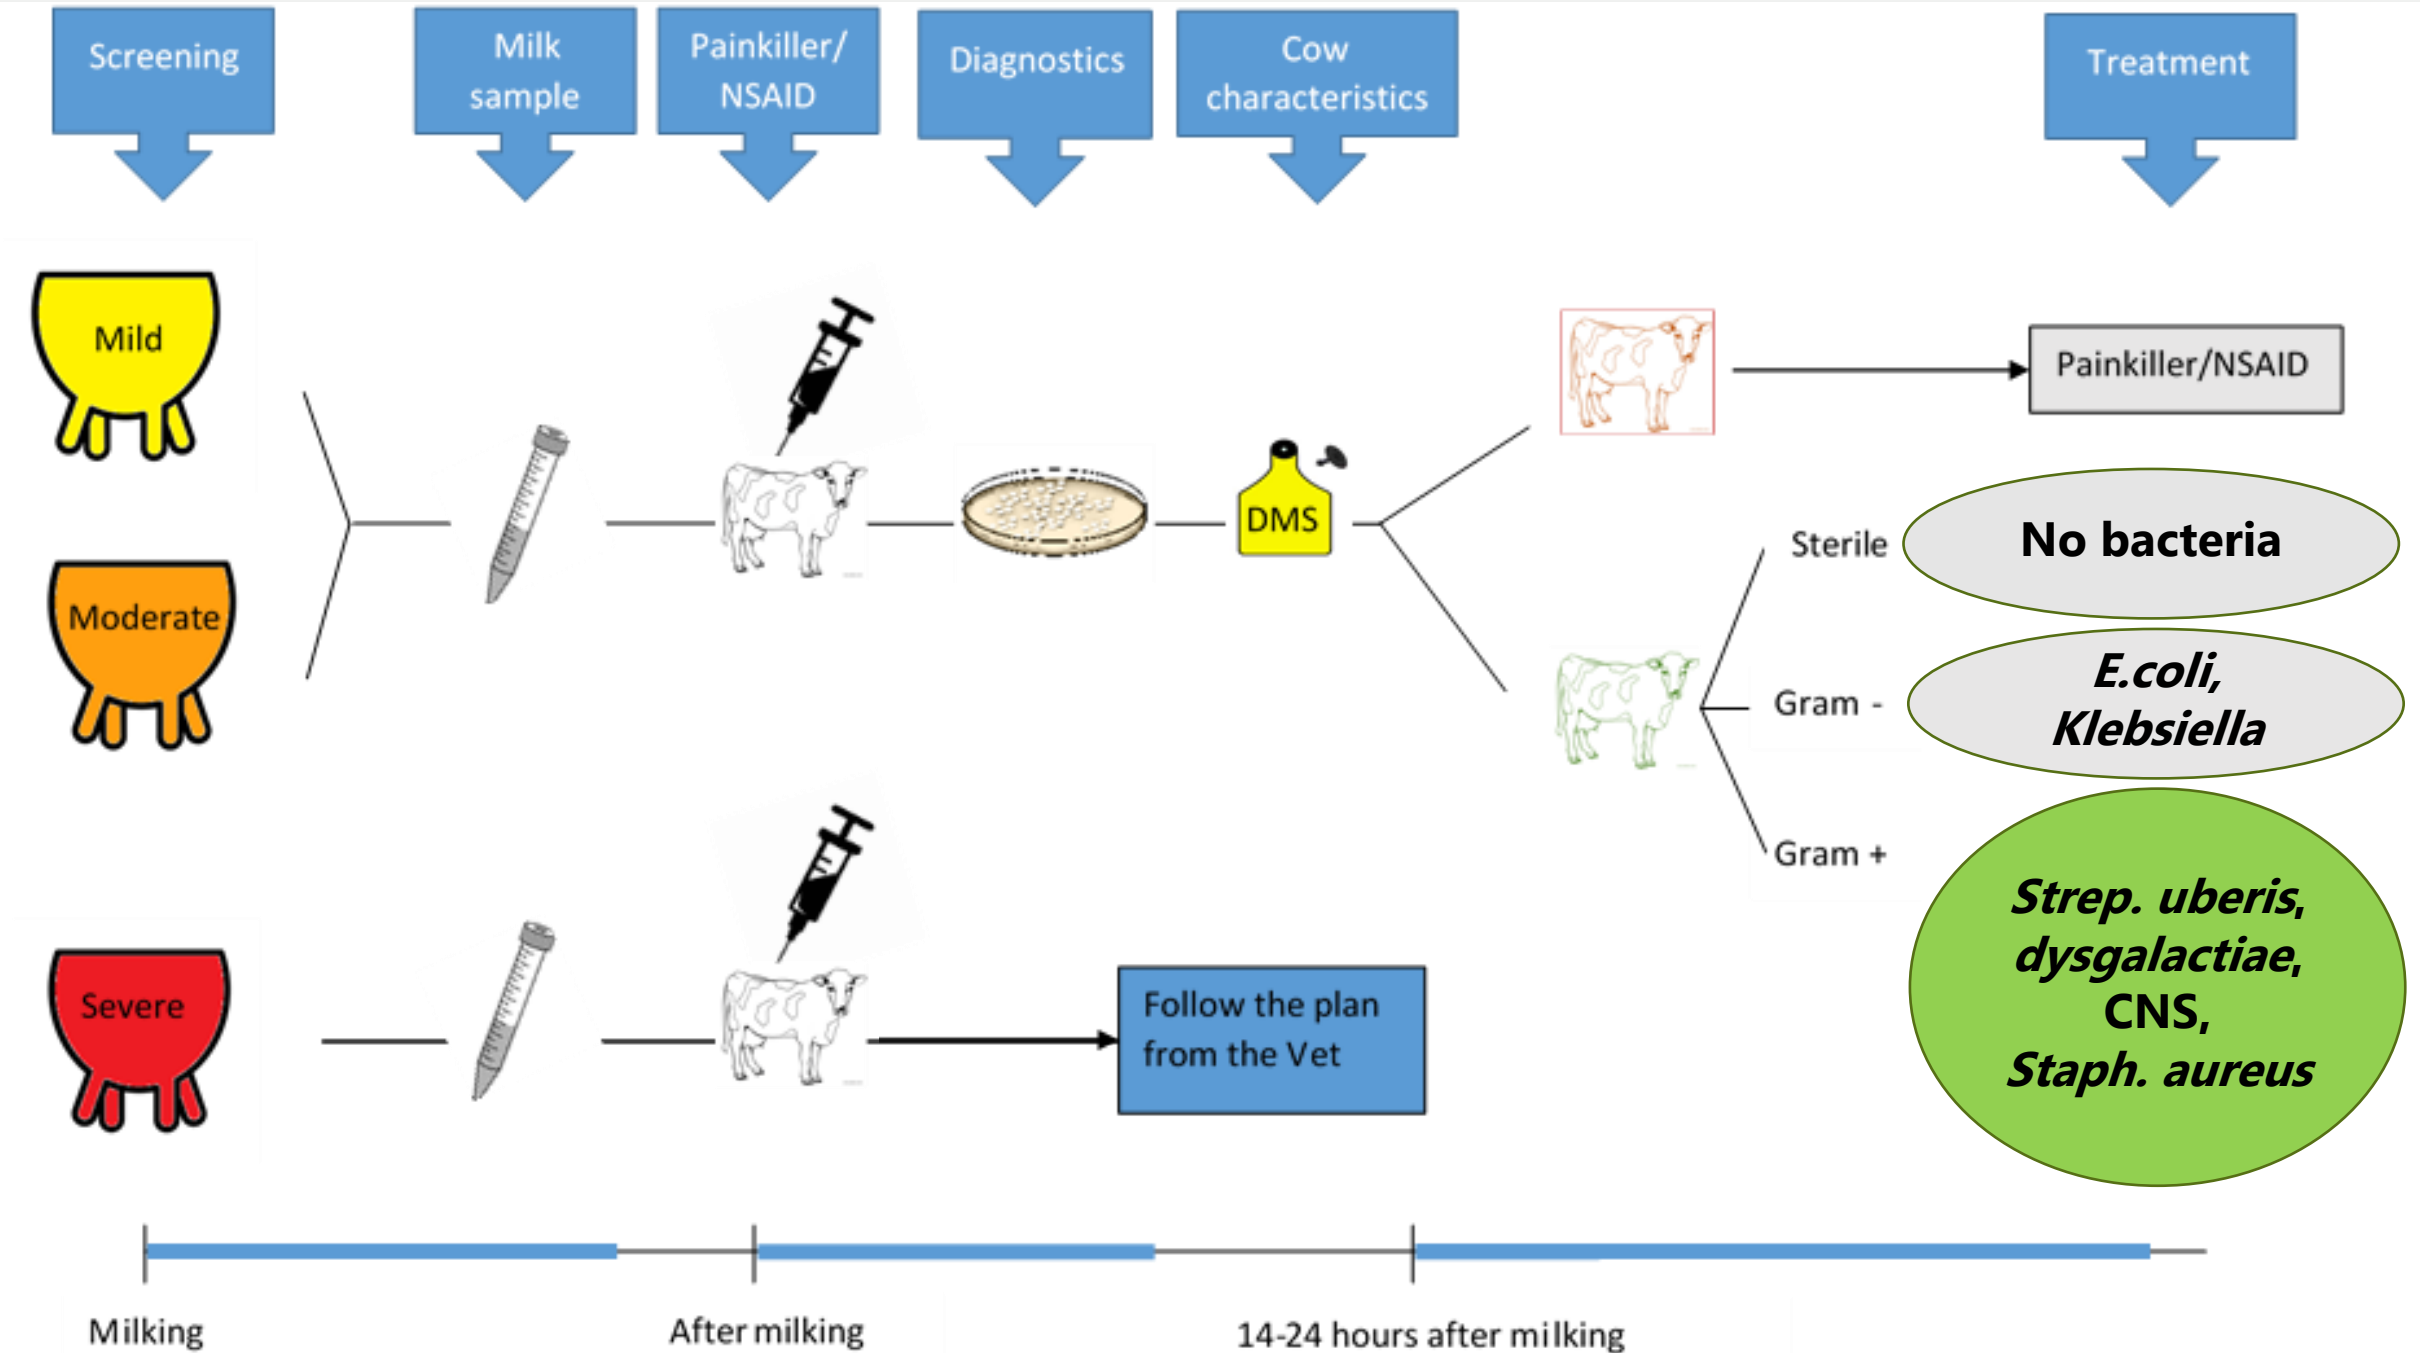 Screening
Milk
sample
Painkiller/
NSAID
Diagnostics
Cow
characteristics
Treatment
Mild
Moderate
DMS
Painkiller/NSAID
Sterile
No bacteria
Gram -
E.coli,
Klebsiella
Gram +
Strep. uberis,
dysgalactiae,
CNS,
Staph. aureus
Severe
Follow the plan
from the Vet
Milking
After milking
14-24 hours after milking